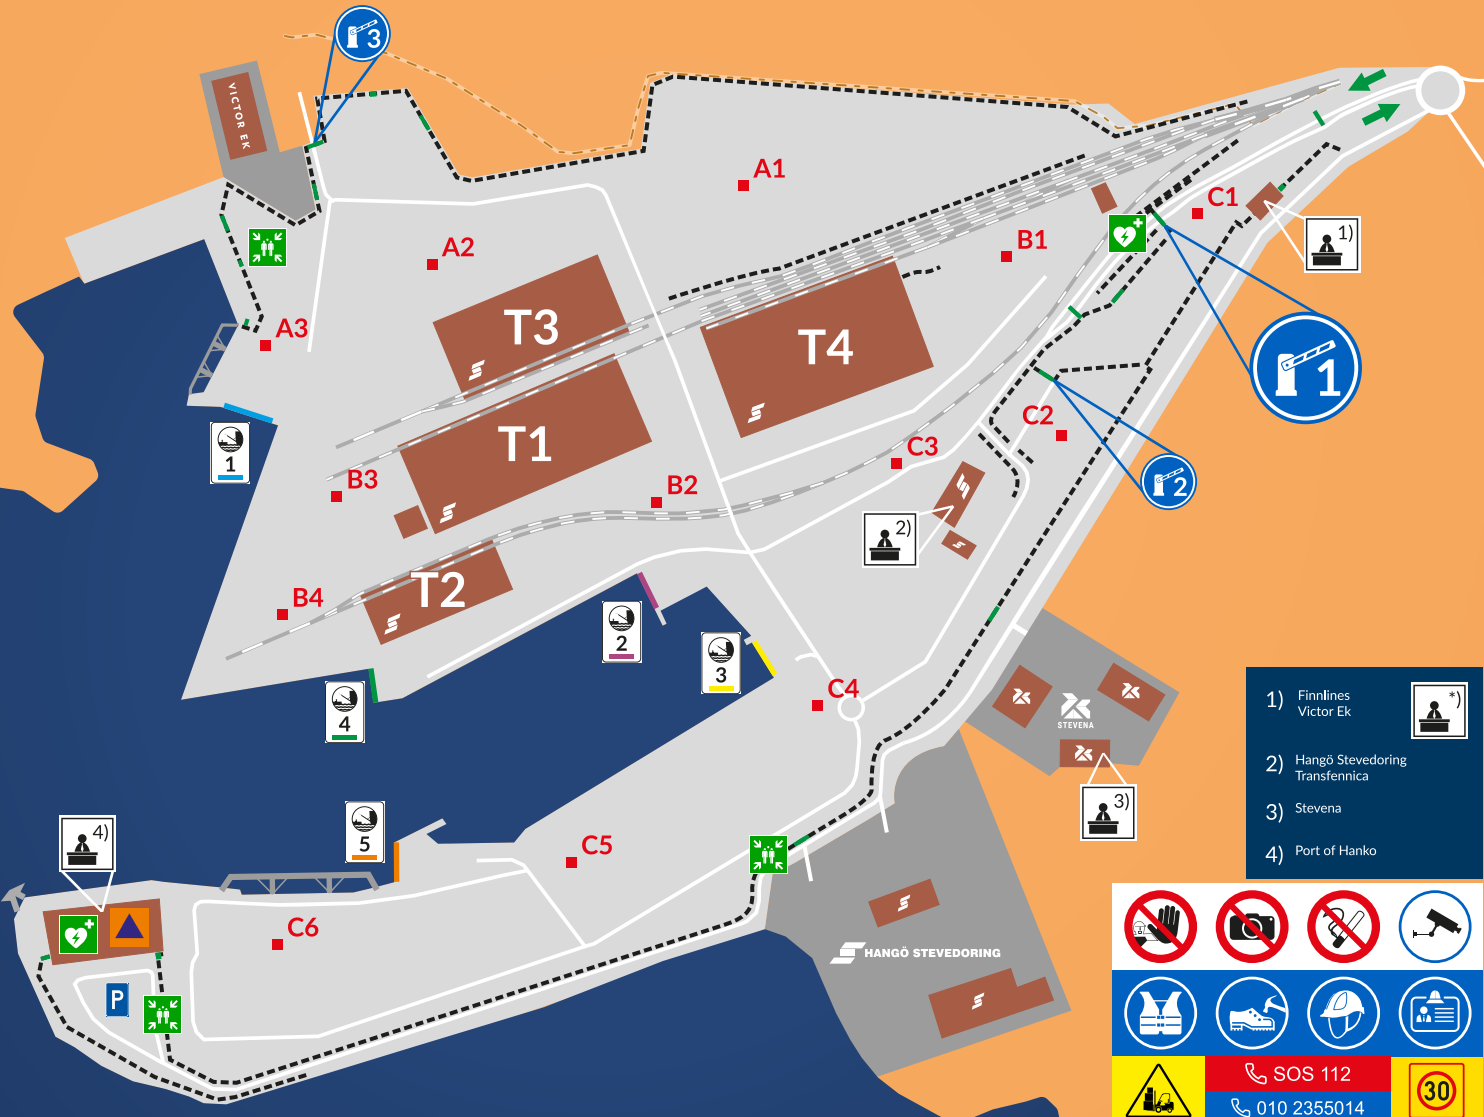 3
VICTOR EK
A1
C1
1)
A2
B1
T3
A3
T4
1
T1
C2
1
C3
B3
B2
2
2)
T2
B4
2
3
C4
4
STEVENA
1) Finnlines
Victor Ek
*)
2) Hangö Stevedoring
Transfennica
3) Stevena
4) Port of Hanko
3)
4)
5
C5
C6
HANGÖ STEVEDORING
P
SOS 112
010 2355014
30